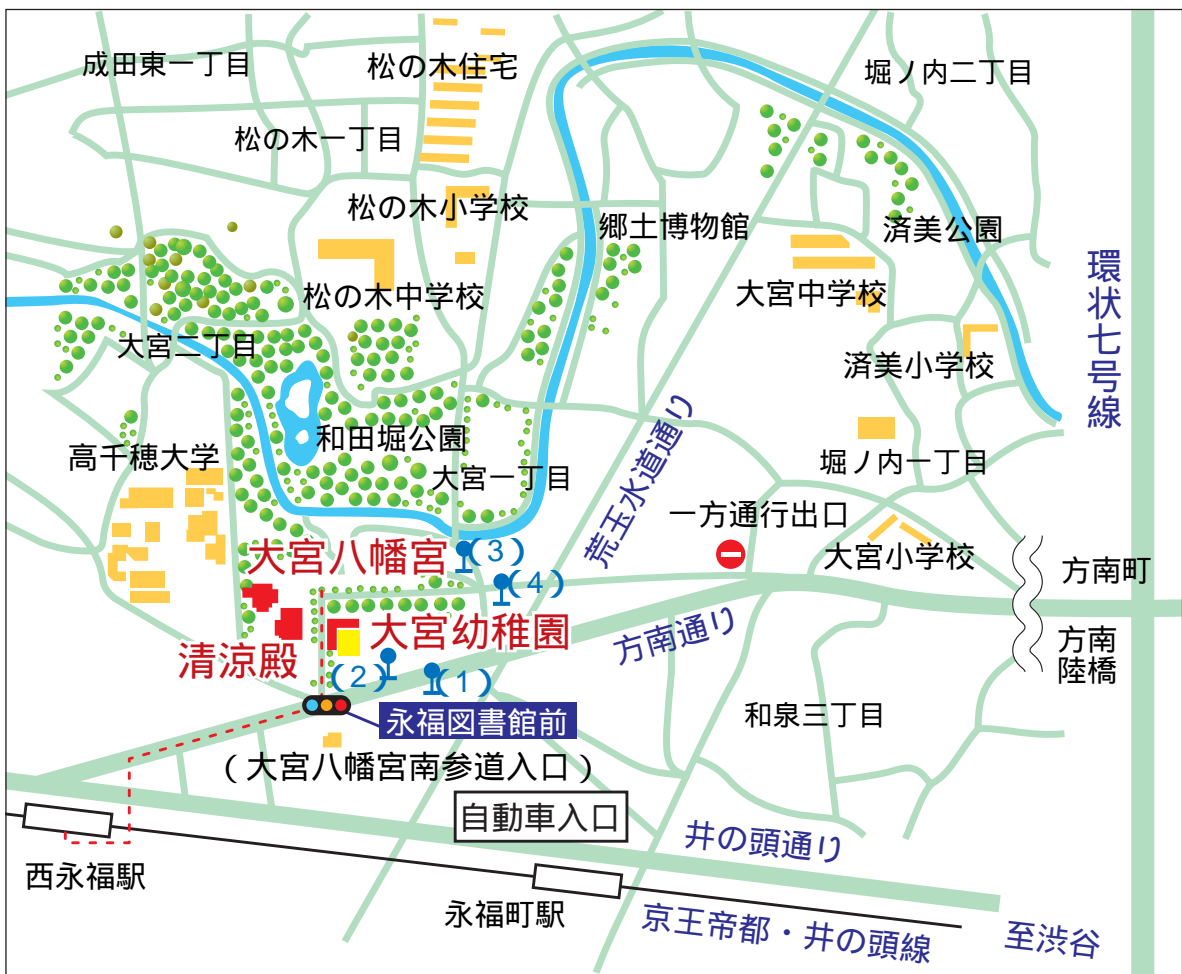 成田東一丁目
松の木住宅
堀ノ内二丁目
松の木一丁目
松の木小学校
郷土博物館
済美公園
環状七号線
松の木中学校
大宮中学校
大宮二丁目
済美小学校
和田堀公園
高千穂大学
大宮一丁目
荒玉水道通り
堀ノ内一丁目
一方通行出口
大宮八幡宮
(3)
大宮小学校
(4)
方南町
大宮幼稚園
方南通り
方南
陸橋
清涼殿
(2)
(1)
永福図書館前
和泉三丁目
(大宮八幡宮南参道入口)
自動車入口
井の頭通り
西永福駅
永福町駅
京王帝都・井の頭線
至渋谷